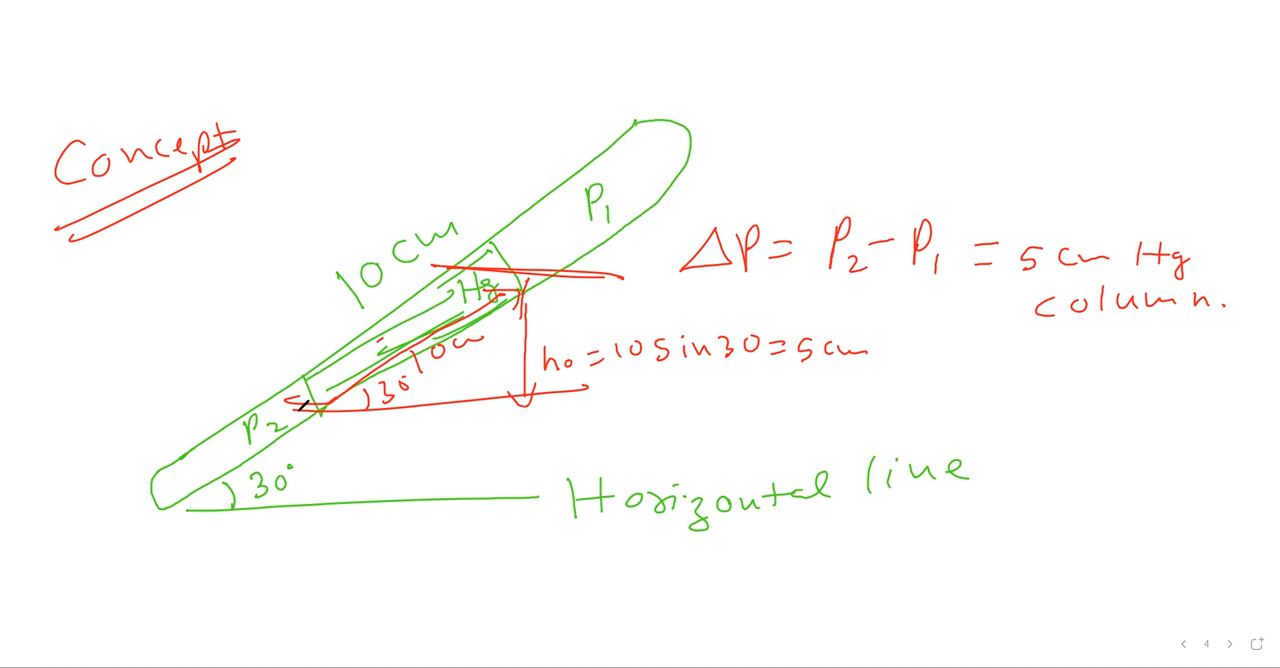 Concept
P₁
10 cm
ΔP = P₂ - P₁ = 5 cm Hg
column.
Hg
10 cm
h₀ = 10 sin 30 = 5 cm
30°
P₂
30°
Horizontal line
4